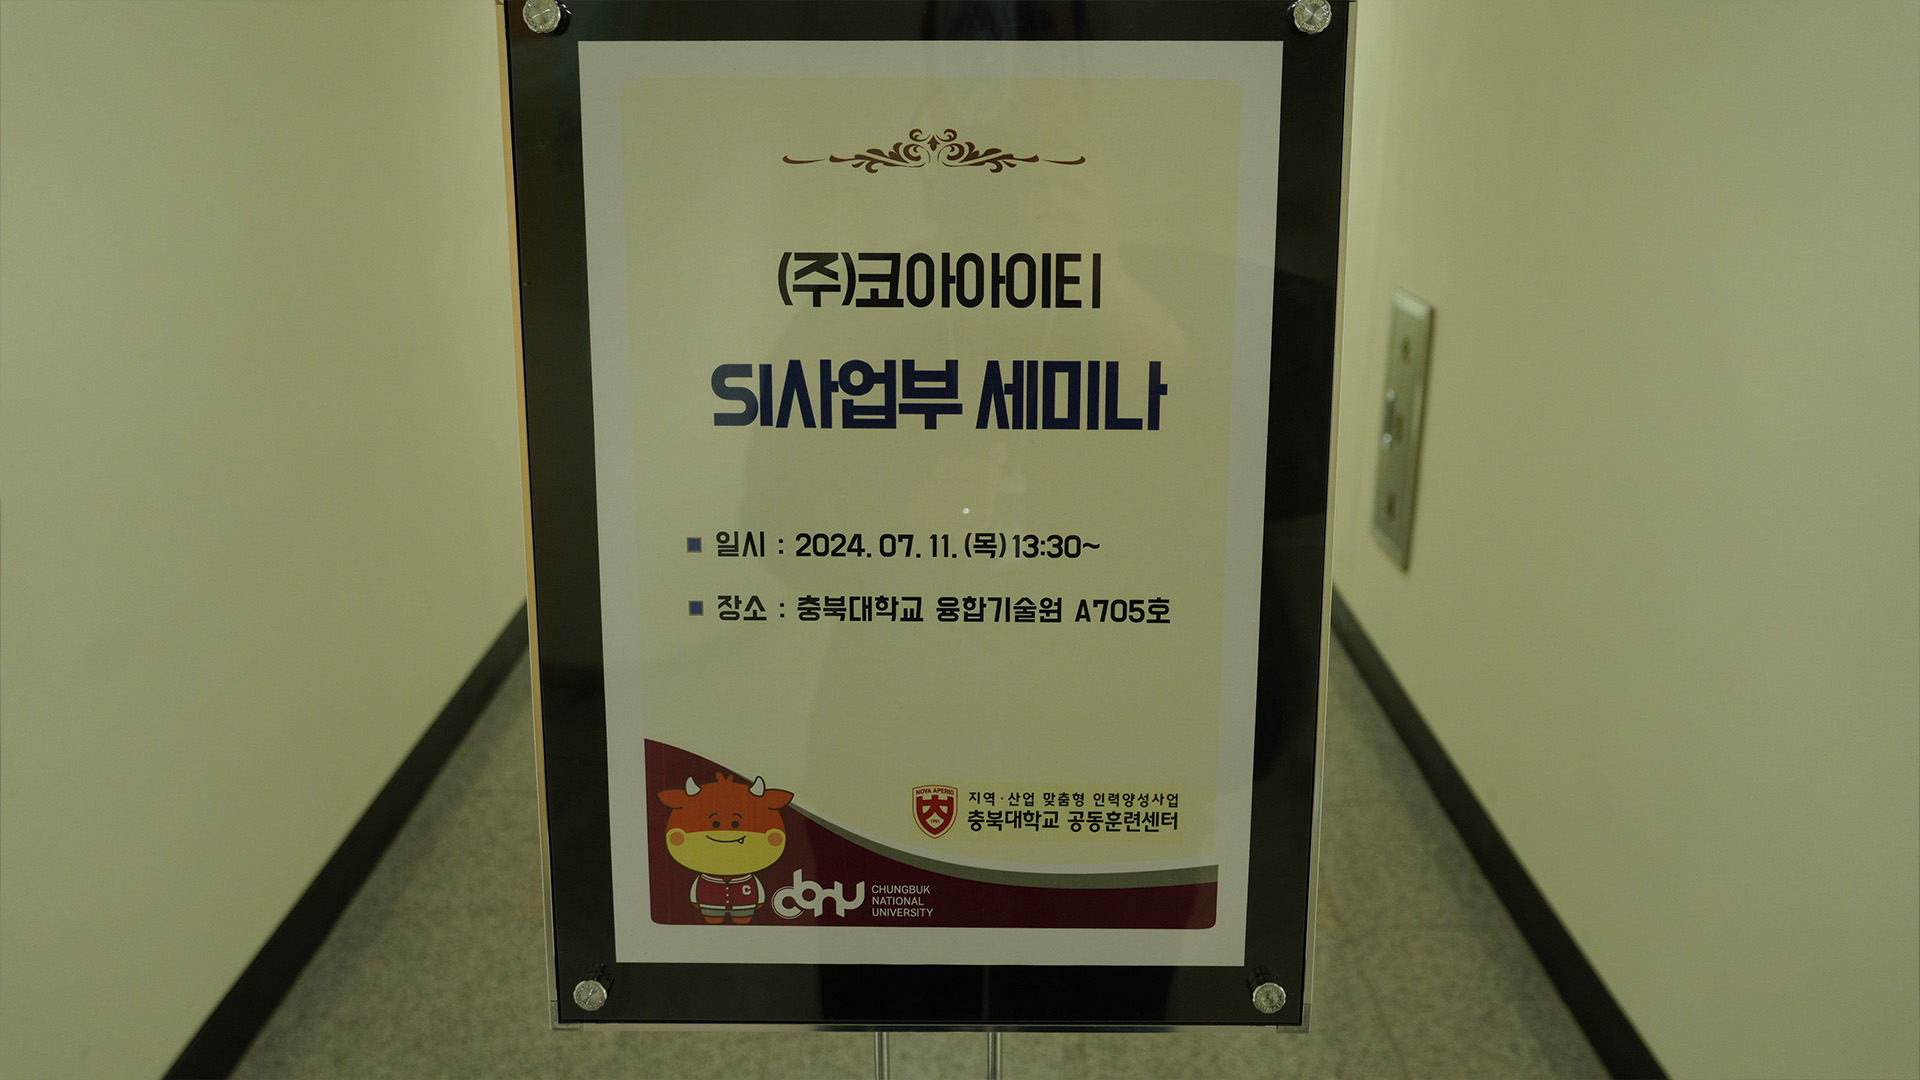 (주)코아아이티
SI사업부 세미나
일시 : 2024. 07. 11. (목) 13:30~
장소 : 충북대학교 융합기술원 A705호
NOVA APERIO
지역·산업 맞춤형 인력양성사업
충북대학교 공동훈련센터
C
cbnu
CHUNGBUK
NATIONAL
UNIVERSITY